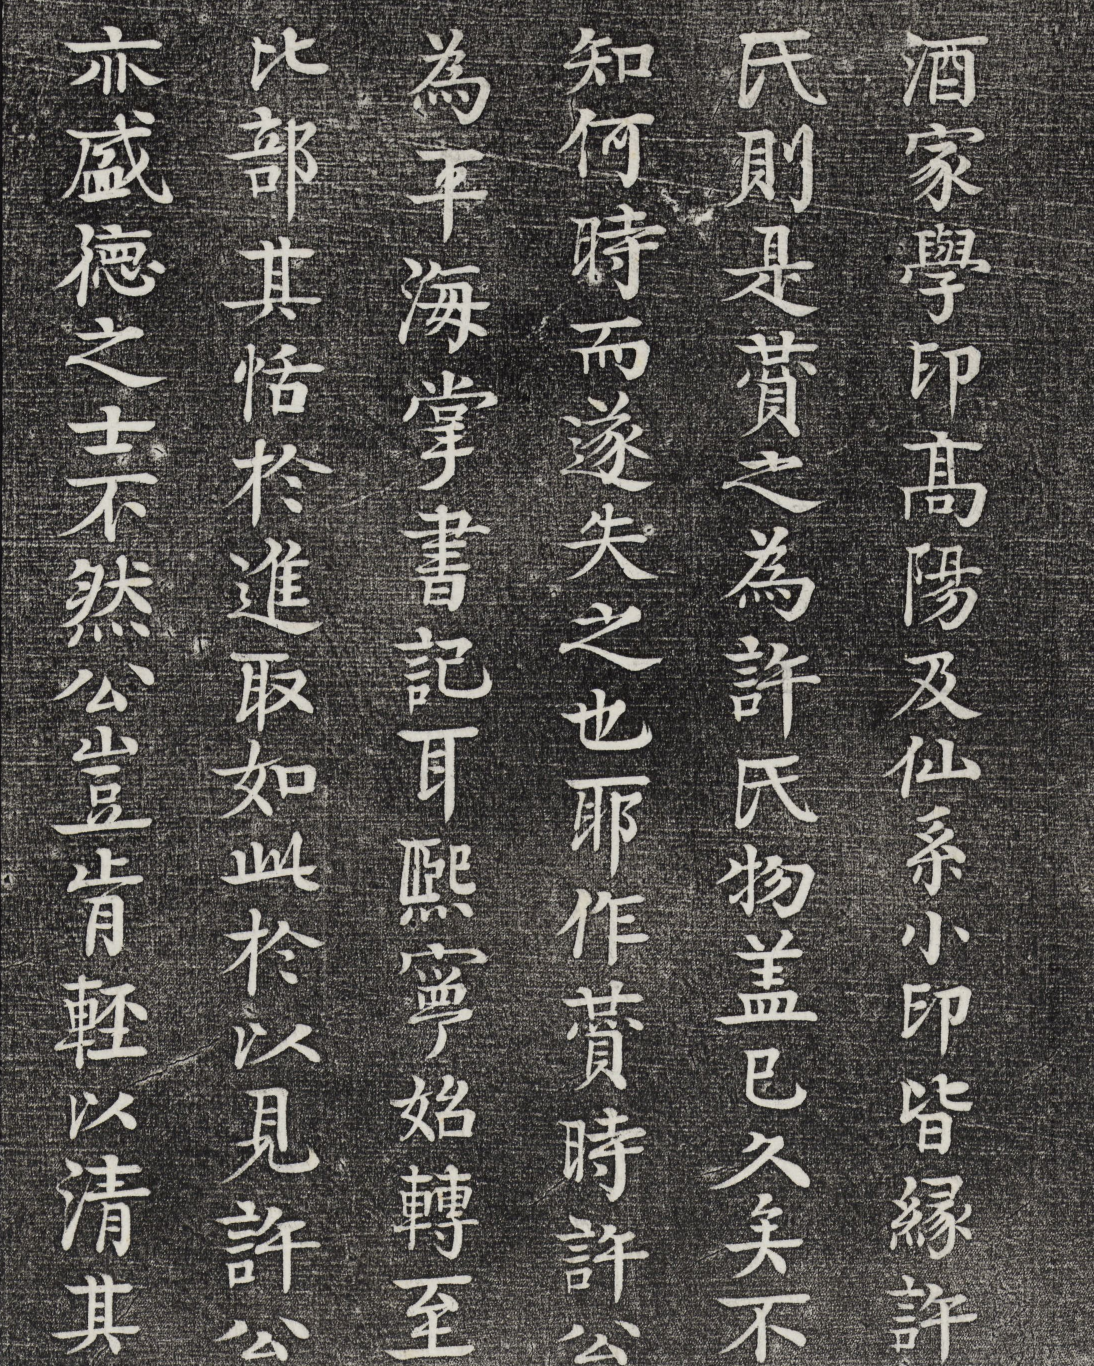 酒家學印高陽及仙系小印皆緣許
氏則是薲之為許氏物盖已久矣不
知何時而遂失之也耶作薲時許公
為平海掌書記耳熙寧始轉至
比部其恬於進取如此於以見許公
亦盛德之士不然公豈肯輕以清其